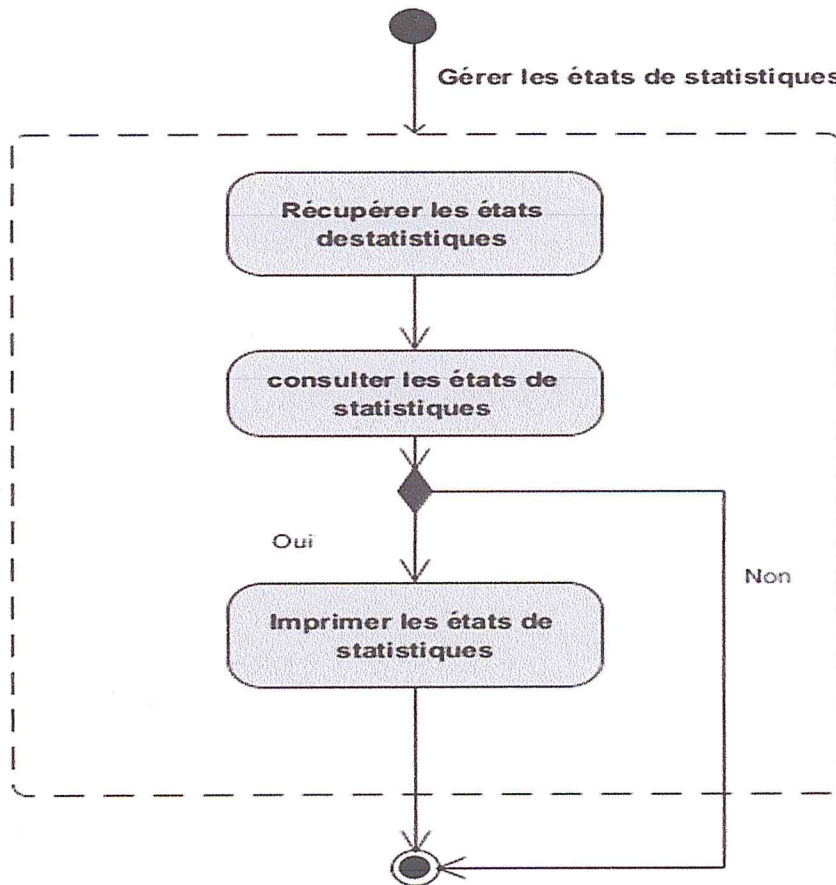 Gérer les états de statistiques
Récupérer les états
destatistiques
consulter les états de
statistiques
Oui
Non
Imprimer les états de
statistiques